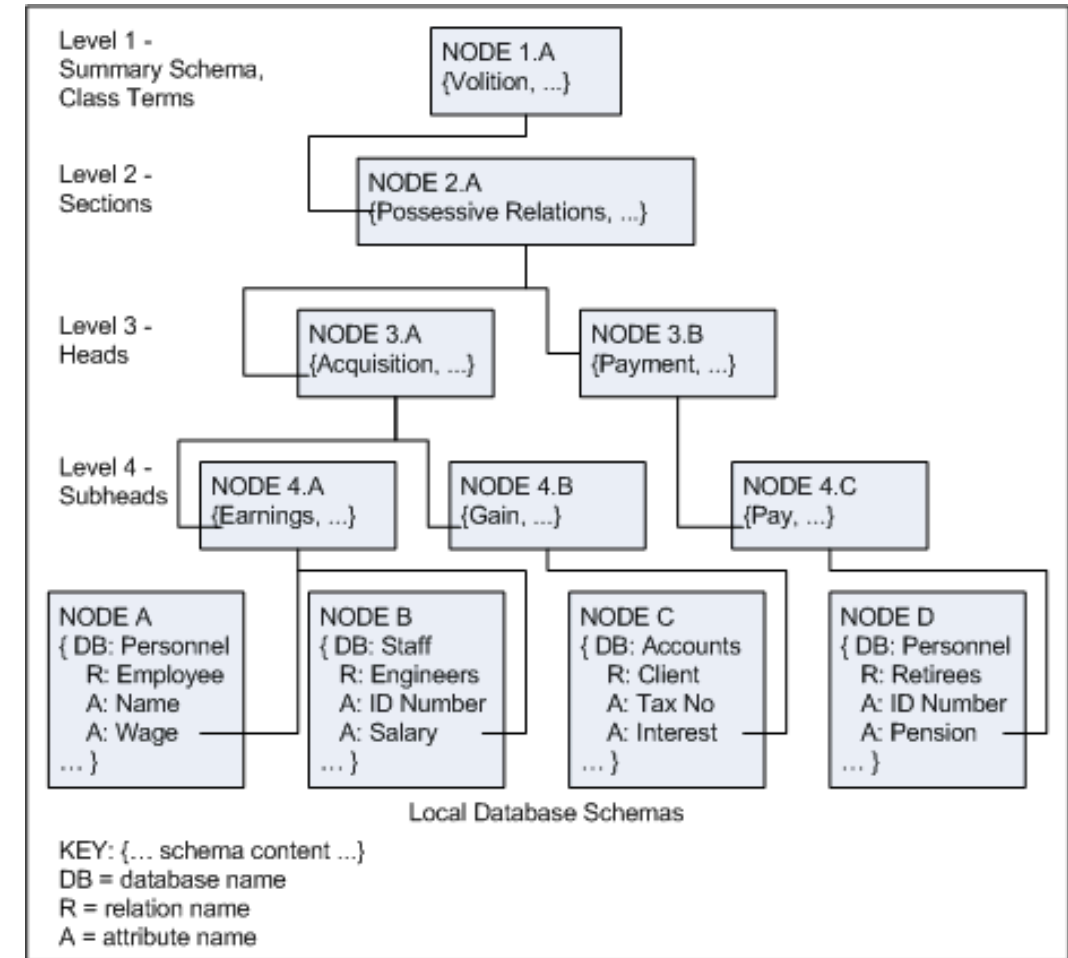 Level 1 -
Summary Schema,
Class Terms
NODE 1.A
{Volition, ...}
Level 2 -
Sections
NODE 2.A
{Possessive Relations, ...}
Level 3 -
Heads
NODE 3.A
{Acquisition, ...}
NODE 3.B
{Payment, ...}
Level 4 -
Subheads
NODE 4.A
{Earnings, ...}
NODE 4.B
{Gain, ...}
NODE 4.C
{Pay, ...}
NODE A
{ DB: Personnel
R: Employee
A: Name
A: Wage
... }
NODE B
{ DB: Staff
R: Engineers
A: ID Number
A: Salary
... }
NODE C
{ DB: Accounts
R: Client
A: Tax No
A: Interest
... }
NODE D
{ DB: Personnel
R: Retirees
A: ID Number
A: Pension
... }
Local Database Schemas
KEY: {... schema content ...}
DB = database name
R = relation name
A = attribute name